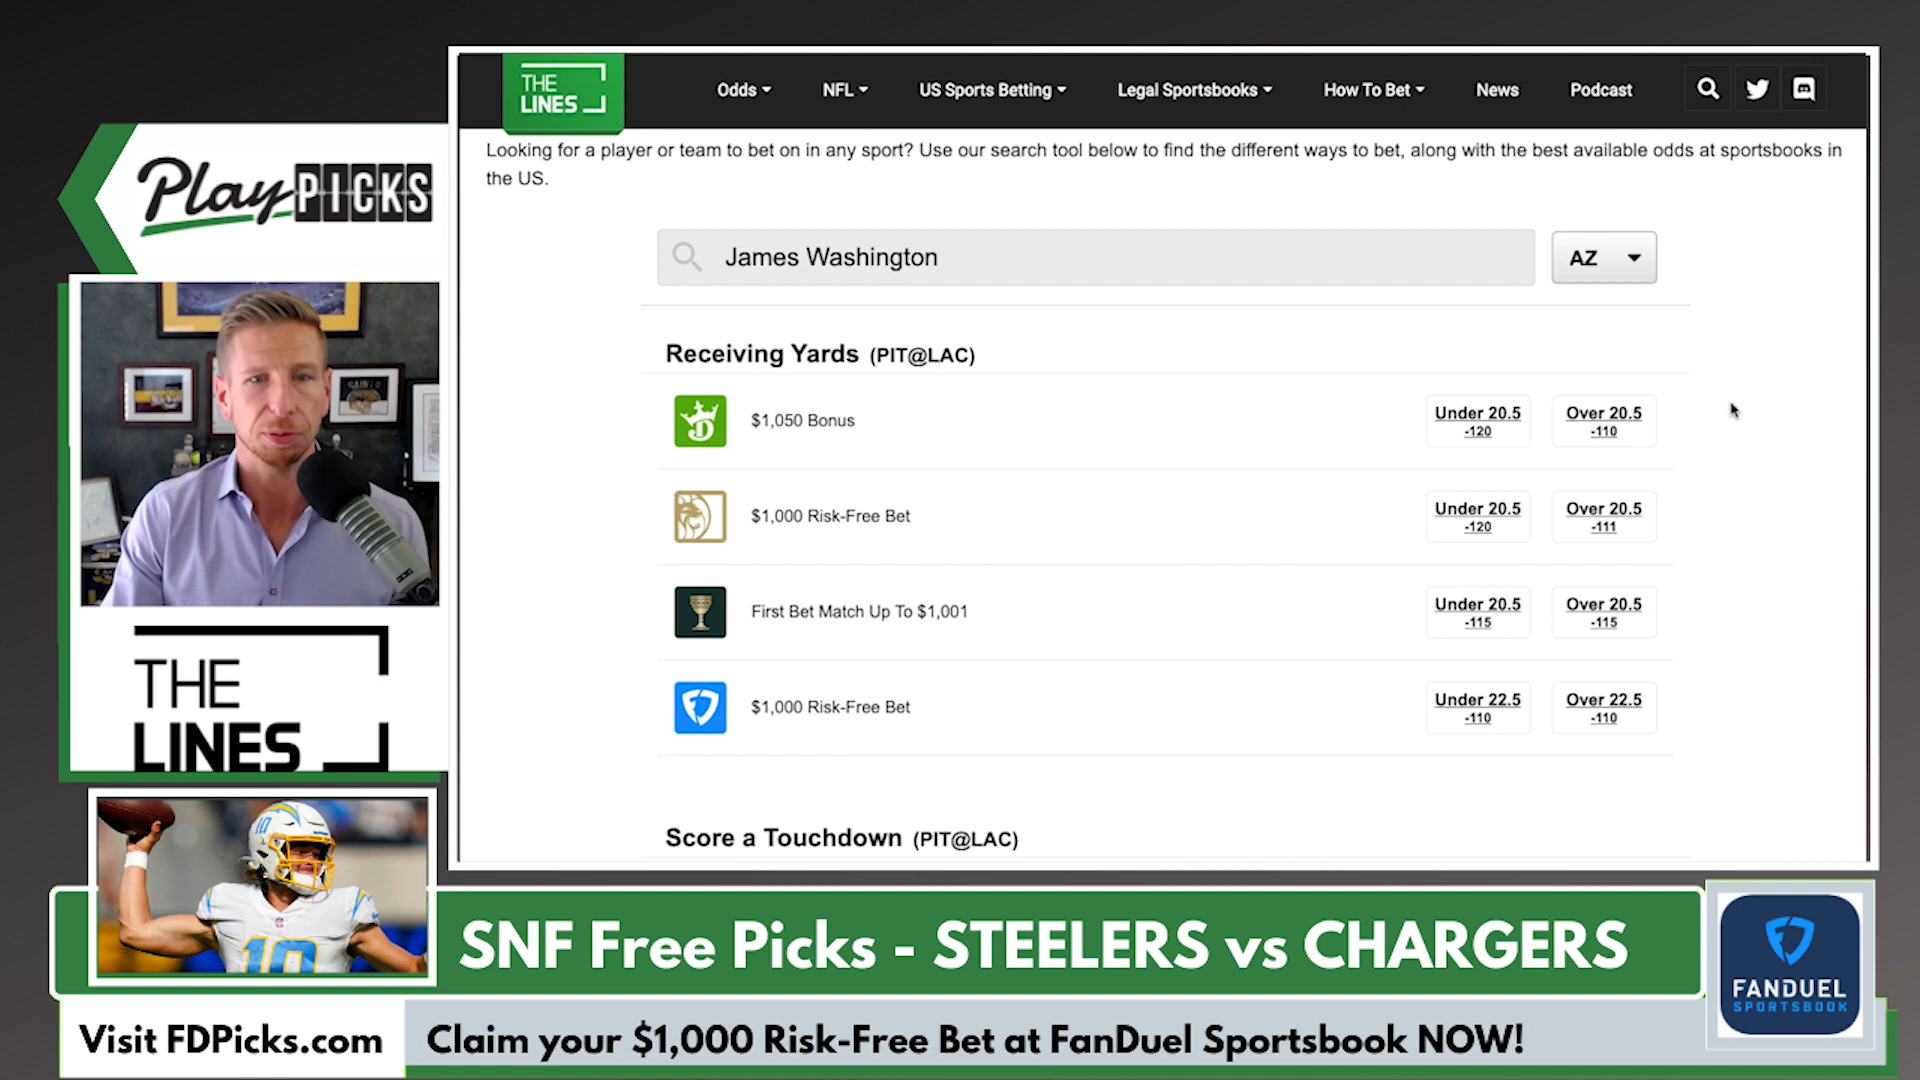 THE
LINES
Odds
NFL
US Sports Betting
Legal Sportsbooks
How To Bet
News
Podcast
Looking for a player or team to bet on in any sport? Use our search tool below to find the different ways to bet, along with the best available odds at sportsbooks in
the US.
PlayPICKS
James Washington
AZ
Receiving Yards (PIT@LAC)
$1,050 Bonus
Under 20.5
-120
Over 20.5
-110
$1,000 Risk-Free Bet
Under 20.5
-120
Over 20.5
-111
First Bet Match Up To $1,001
Under 20.5
-115
Over 20.5
-115
$1,000 Risk-Free Bet
Under 22.5
-110
Over 22.5
-110
Score a Touchdown (PIT@LAC)
THE
LINES
10
10
SNF Free Picks - STEELERS vs CHARGERS
FANDUEL
SPORTSBOOK
Visit FDPicks.com
Claim your $1,000 Risk-Free Bet at FanDuel Sportsbook NOW!